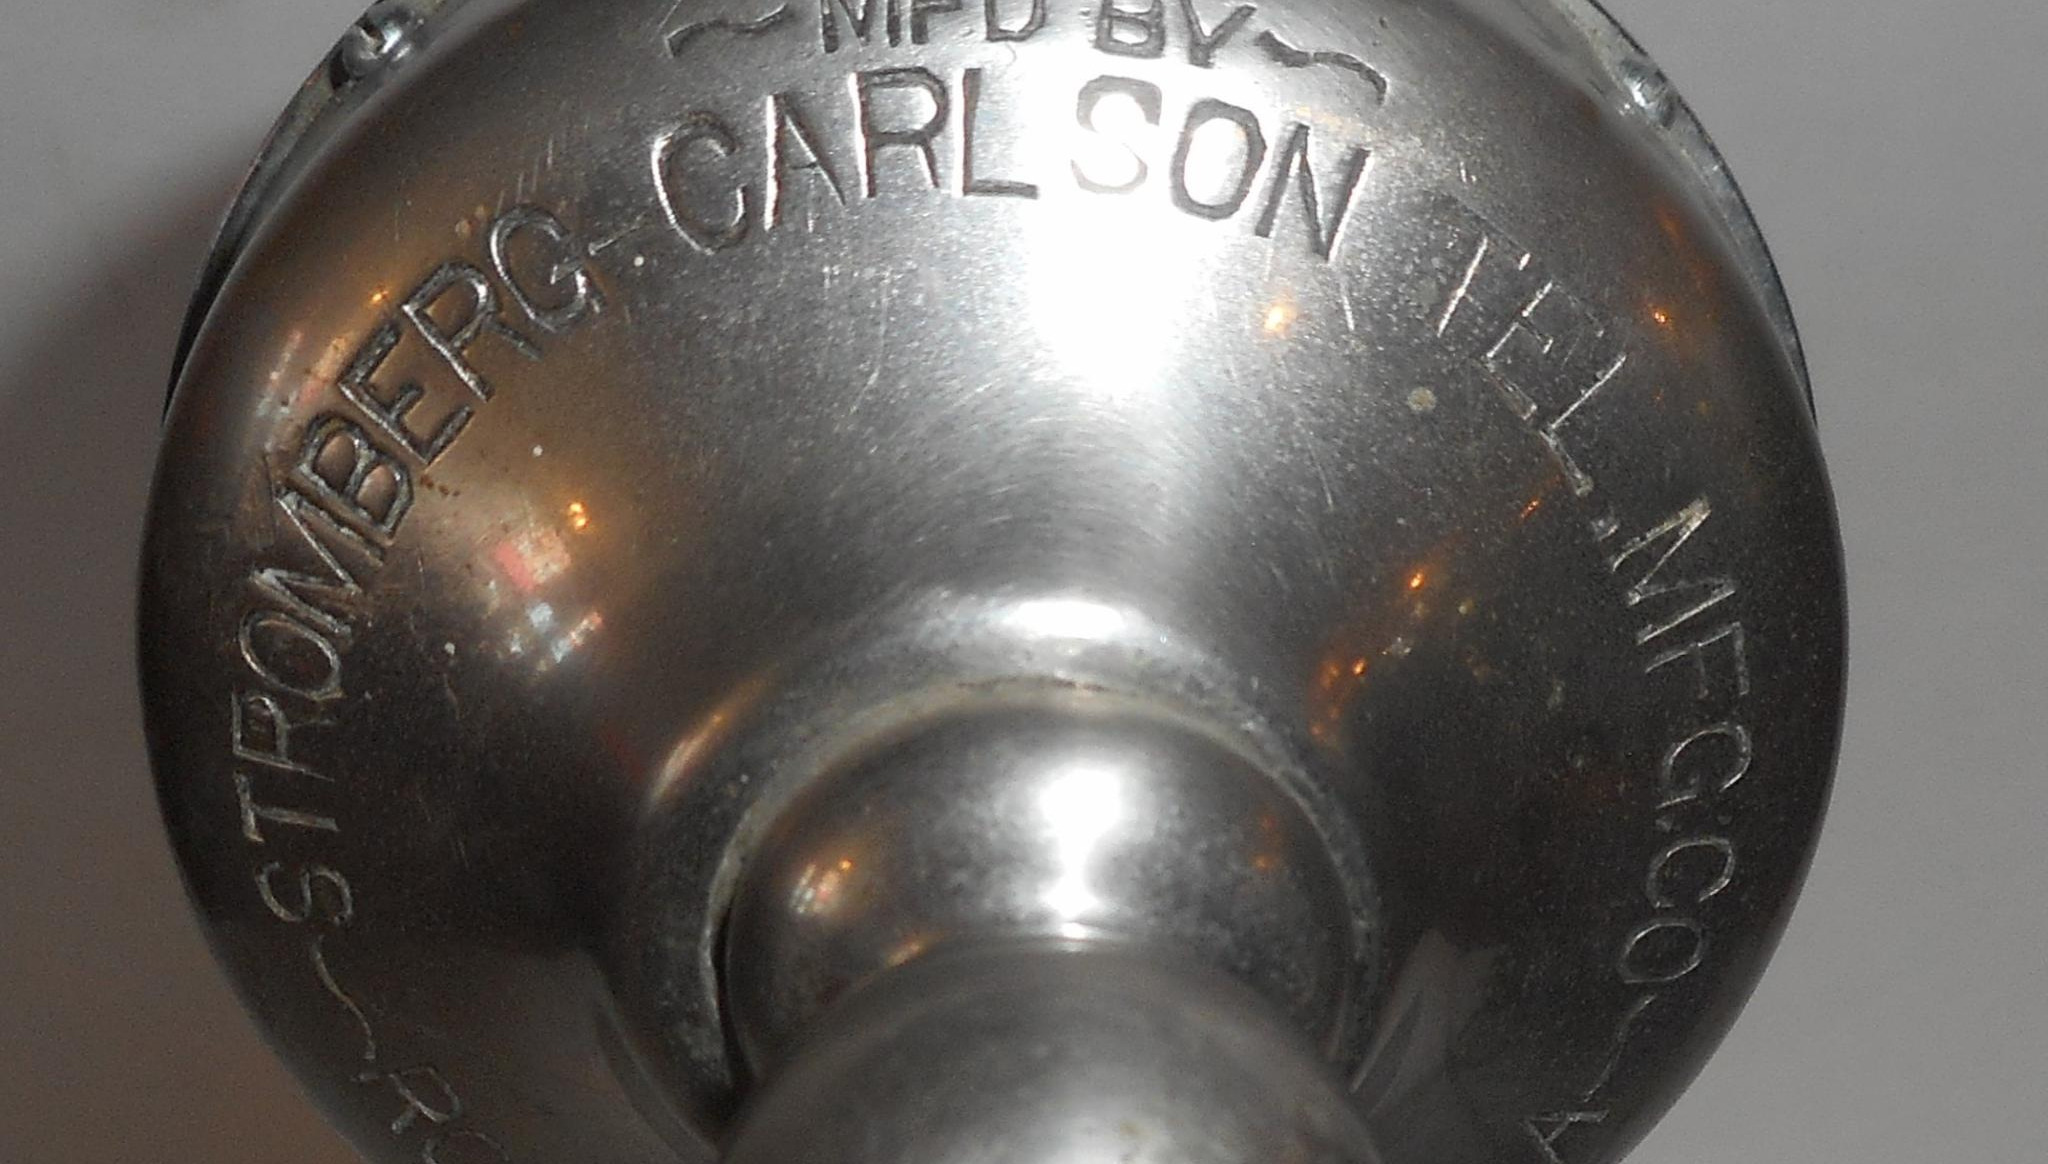 ~ MFD BY ~
STROMBERG-CARLSON TEL. MFG. CO ~